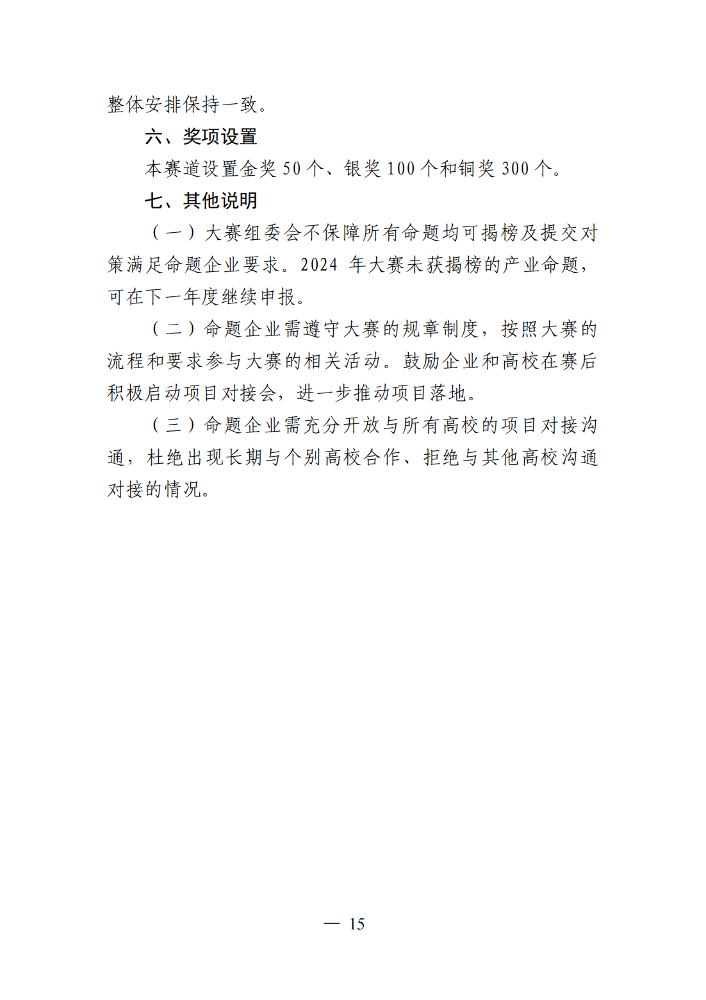 整体安排保持一致。
六、奖项设置
本赛道设置金奖 50 个、银奖 100 个和铜奖 300 个。
七、其他说明
（一）大赛组委会不保障所有命题均可揭榜及提交对
策满足命题企业要求。2024 年大赛未获揭榜的产业命题，
可在下一年度继续申报。
（二）命题企业需遵守大赛的规章制度，按照大赛的
流程和要求参与大赛的相关活动。鼓励企业和高校在赛后
积极启动项目对接会，进一步推动项目落地。
（三）命题企业需充分开放与所有高校的项目对接沟
通，杜绝出现长期与个别高校合作、拒绝与其他高校沟通
对接的情况。
— 15